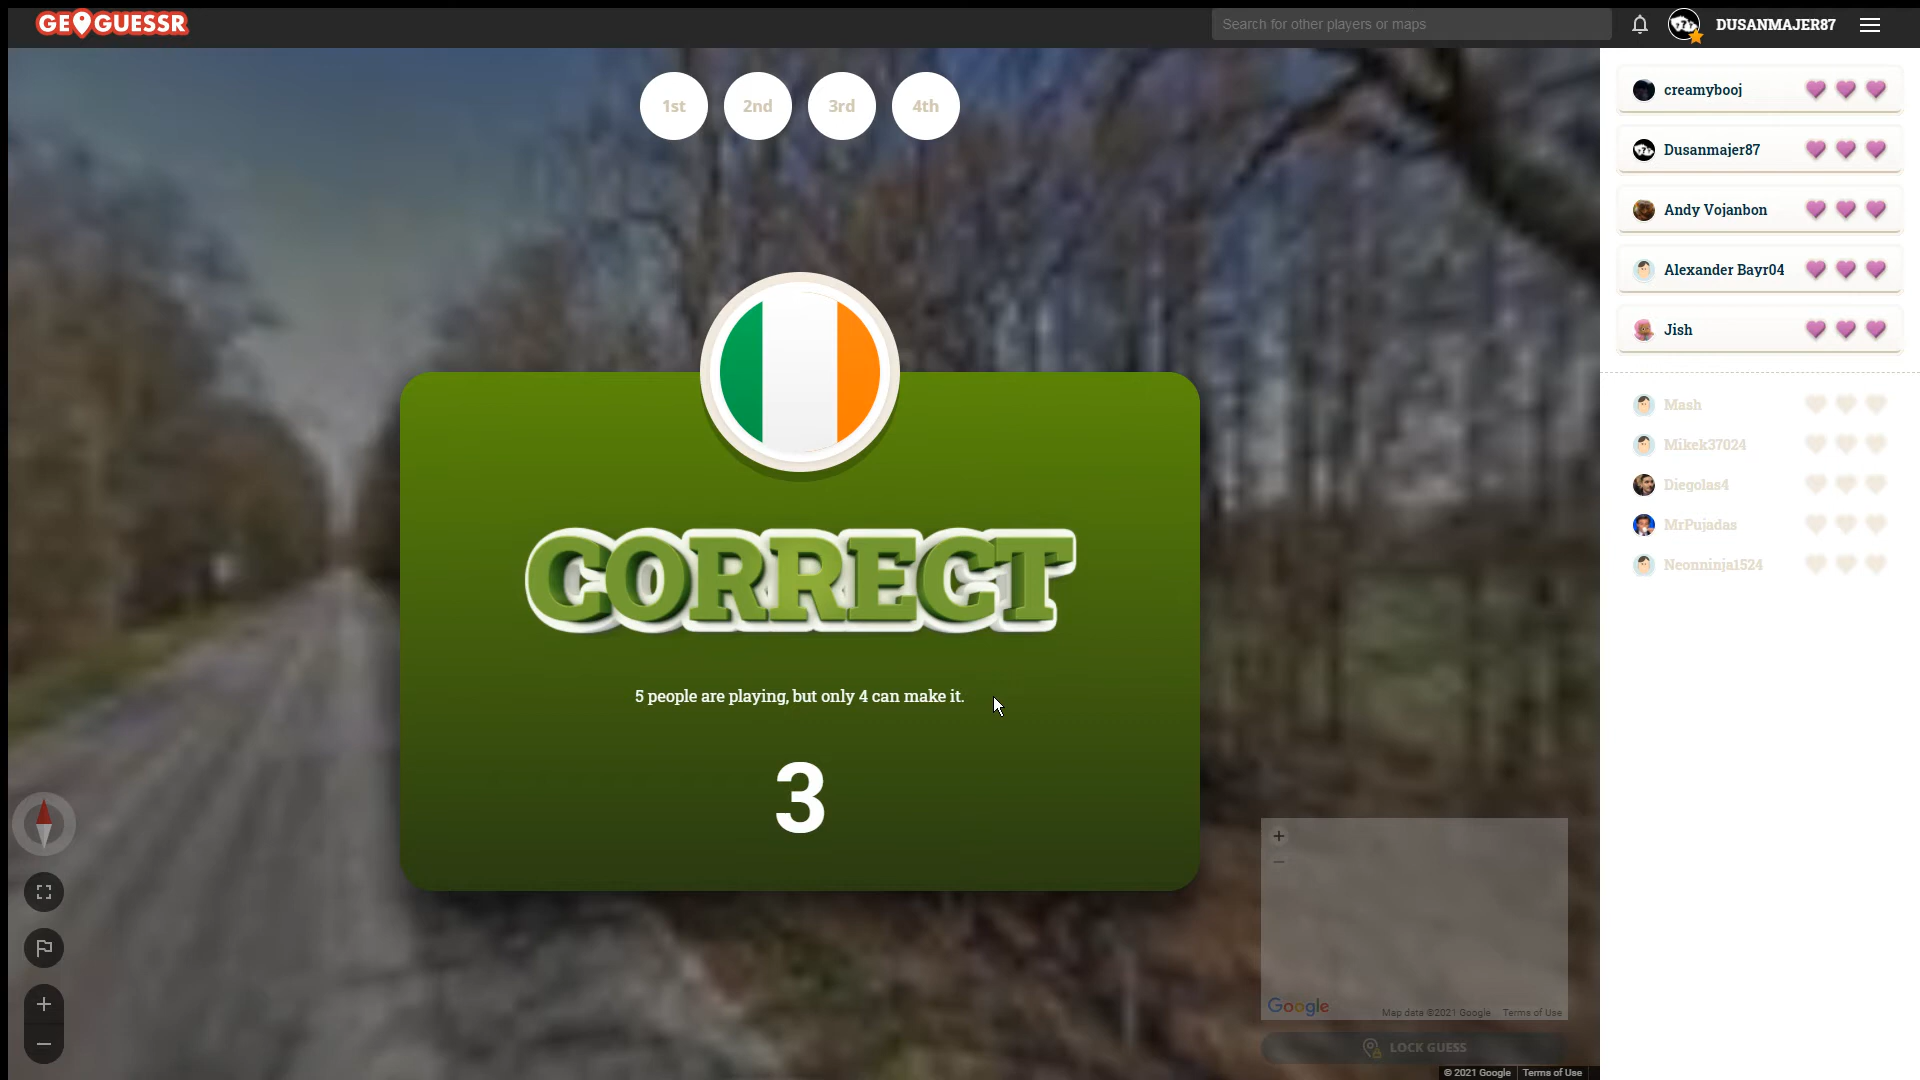 GEOGUESSR
Search for other players or maps
DUSANMAJER87
1st
2nd
3rd
4th
creamybooj
Dusanmajer87
Andy Vojanbon
Alexander Bayr04
Jish
Mash
Mikek37024
Diegolas4
MrPujadas
Neonninja1524
CORRECT
5 people are playing, but only 4 can make it.
3
Google
Map data ©2021 Google
Terms of Use
LOCK GUESS
© 2021 Google
Terms of Use